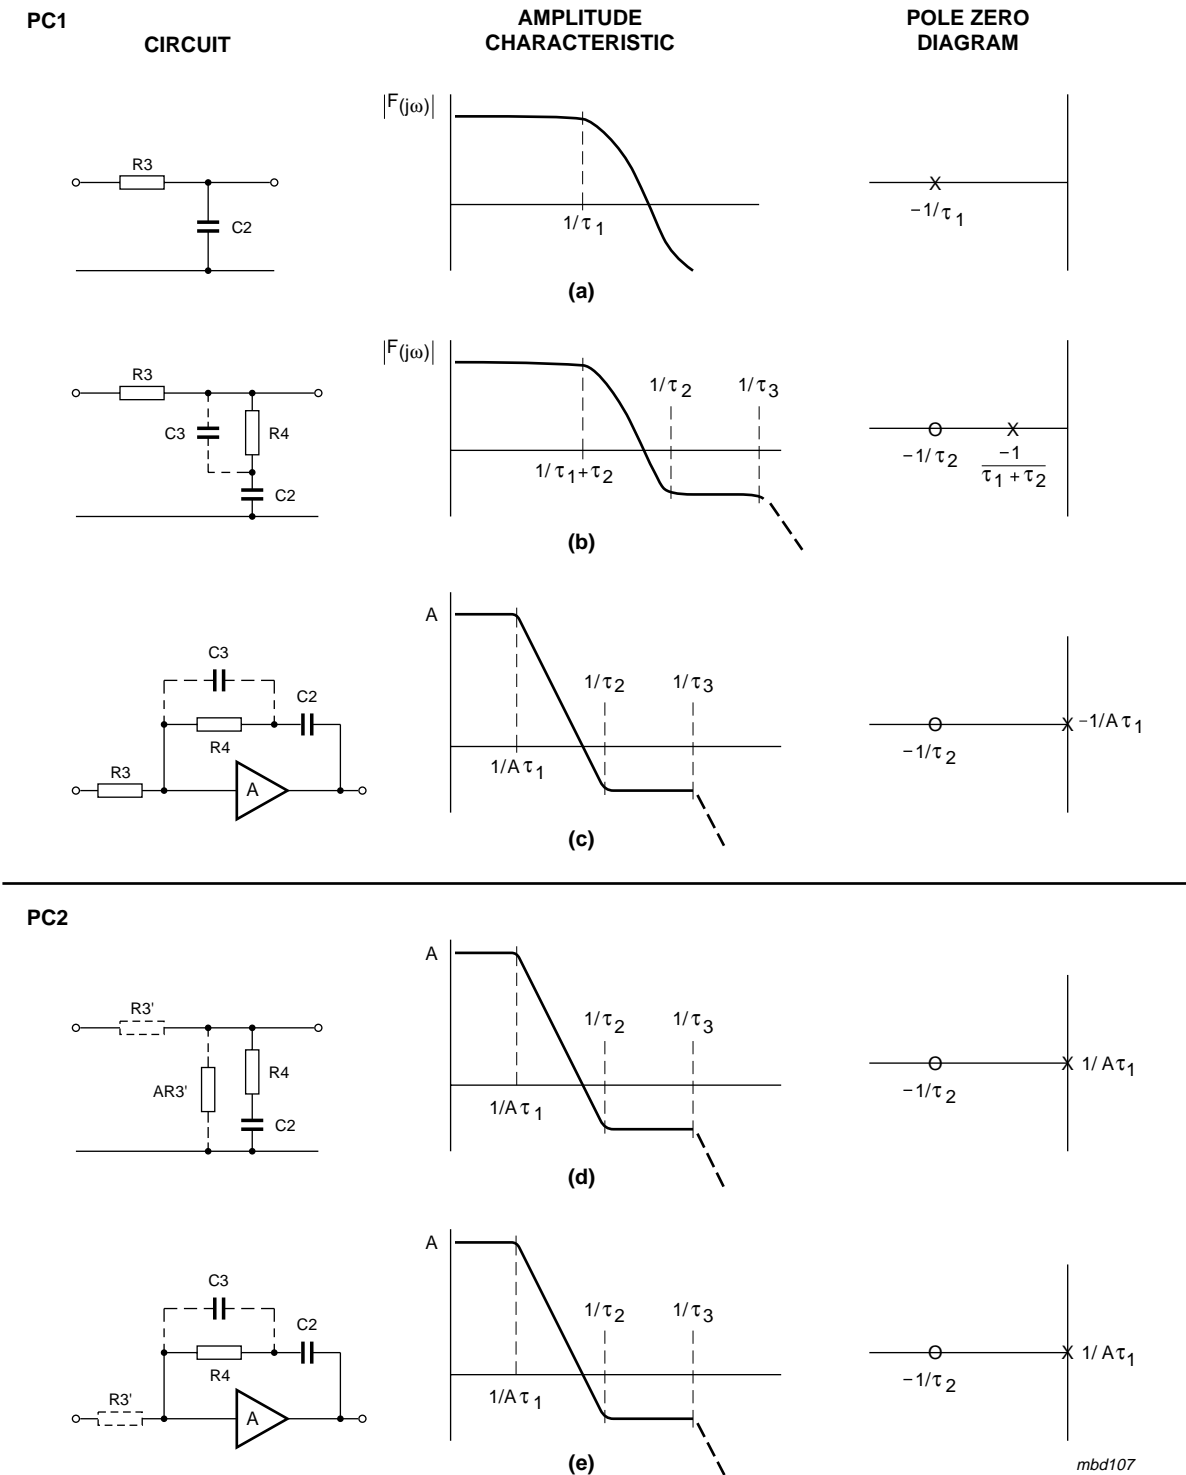 PC1
CIRCUIT
AMPLITUDE
CHARACTERISTIC
POLE ZERO
DIAGRAM
|F(jω)|
R3
C2
1/τ1
−1/τ1
(a)
|F(jω)|
R3
C3
R4
C2
1/τ2
1/τ3
1/τ1+τ2
−1/τ2
−1
τ1 + τ2
(b)
A
C3
C2
R4
R3
A
1/τ2
1/τ3
1/Aτ1
−1/Aτ1
−1/τ2
(c)
PC2
A
R3'
AR3'
R4
C2
1/τ2
1/τ3
1/Aτ1
1/Aτ1
−1/τ2
(d)
A
C3
C2
R4
R3'
A
1/τ2
1/τ3
1/Aτ1
1/Aτ1
−1/τ2
(e)
mbd107